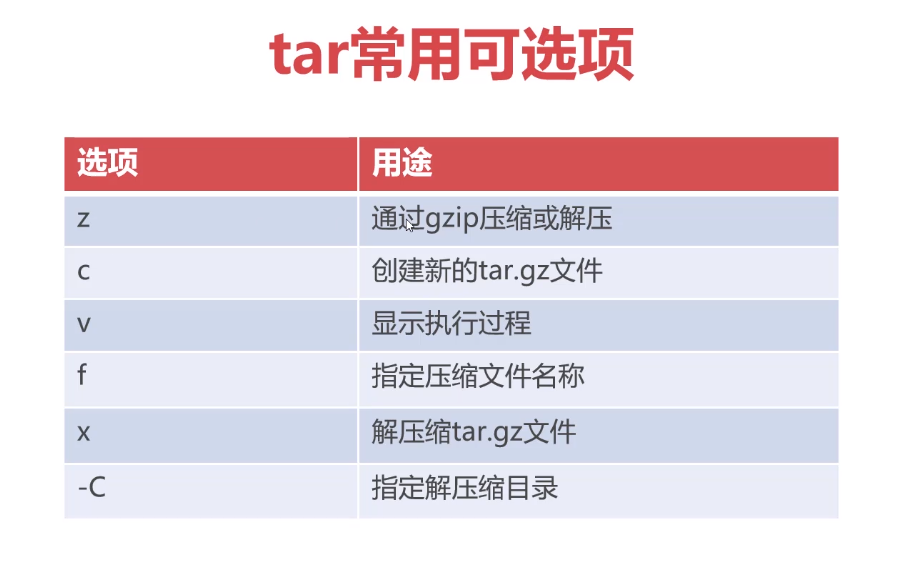 tar常用可选项
选项 用途
z 通过gzip压缩或解压
c 创建新的tar.gz文件
v 显示执行过程
f 指定压缩文件名称
x 解压缩tar.gz文件
-C 指定解压缩目录